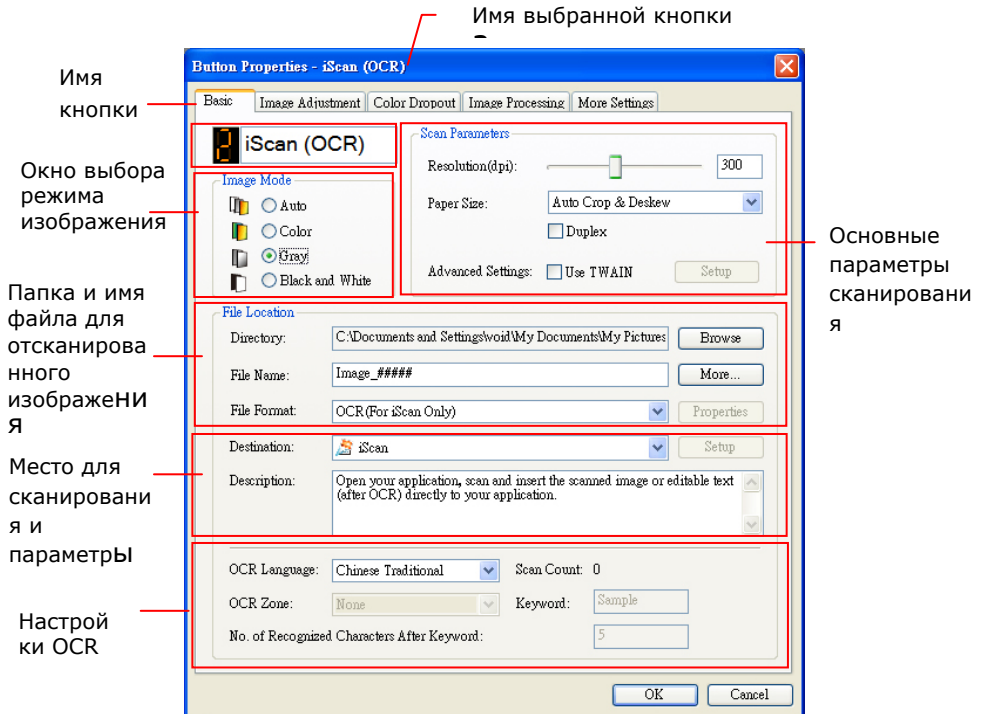 Имя выбранной кнопки
Имя
кнопки
Окно выбора
режима
изображения
Папка и имя
файла для
отсканирова
нного
изображения
Я
Место для
сканировани
я и
параметры
Настрой
ки OCR
Button Properties - iScan (OCR)
Basic Image Adjustment Color Dropout Image Processing More Settings
2 iScan (OCR)
Image Mode
Auto
Color
Gray
Black and White
Scan Parameters
Resolution(dpi): 300
Paper Size: Auto Crop & Deskew
Duplex
Advanced Settings: Use TWAIN Setup
Основные
параметры
сканировани
я
File Location
Directory: C:\Documents and Settings\void\My Documents\My Pictures Browse
File Name: Image_##### More...
File Format: OCR(For iScan Only) Properties
Destination: iScan Setup
Description: Open your application, scan and insert the scanned image or editable text
(after OCR) directly to your application.
OCR Language: Chinese Traditional Scan Count: 0
OCR Zone: None Keyword: Sample
No. of Recognized Characters After Keyword: 5
OK Cancel